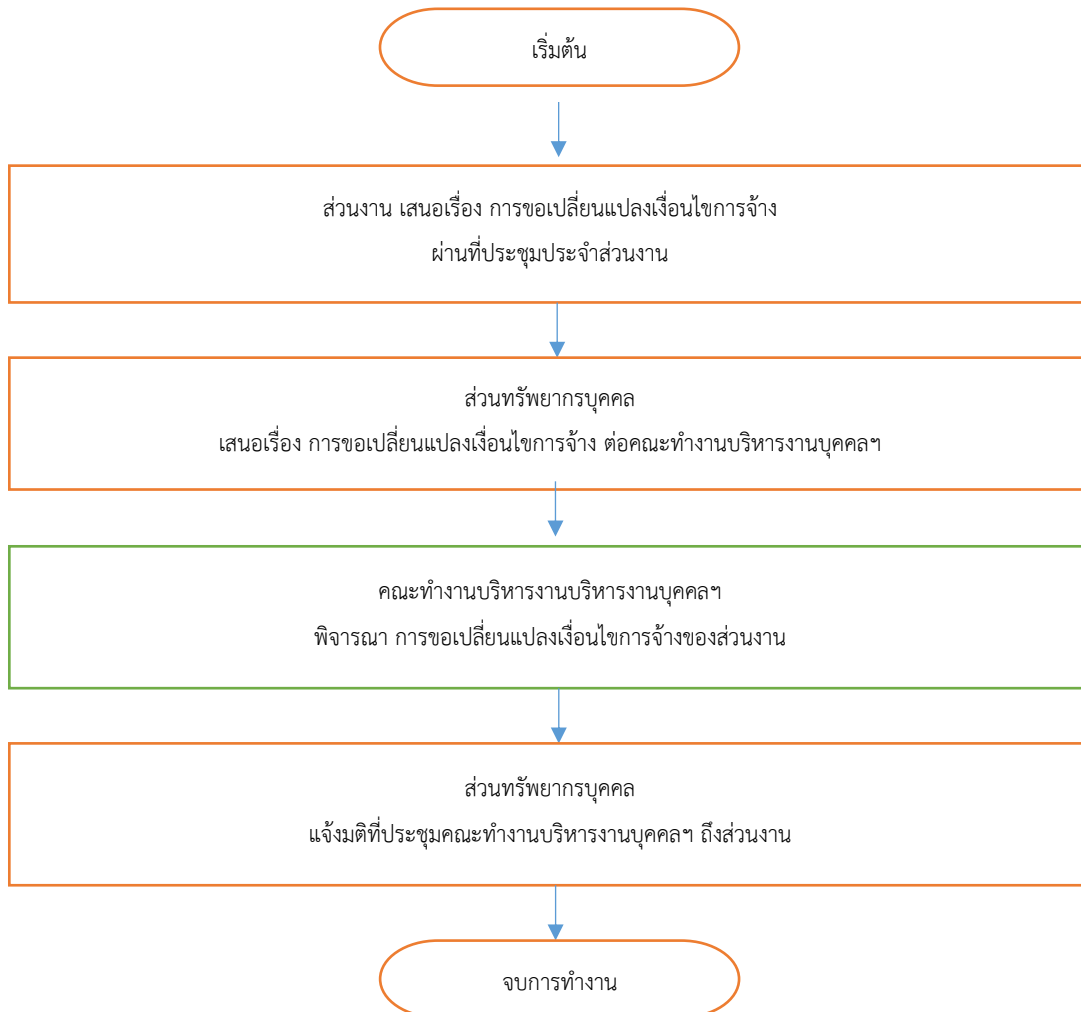 เริ่มต้น
ส่วนงาน เสนอเรื่อง การขอเปลี่ยนแปลงเงื่อนไขการจ้าง
ผ่านที่ประชุมประจำส่วนงาน
ส่วนทรัพยากรบุคคล
เสนอเรื่อง การขอเปลี่ยนแปลงเงื่อนไขการจ้าง ต่อคณะทำงานบริหารงานบุคคลฯ
คณะทำงานบริหารงานบริหารงานบุคคลฯ
พิจารณา การขอเปลี่ยนแปลงเงื่อนไขการจ้างของส่วนงาน
ส่วนทรัพยากรบุคคล
แจ้งมติที่ประชุมคณะทำงานบริหารงานบุคคลฯ ถึงส่วนงาน
จบการทำงาน